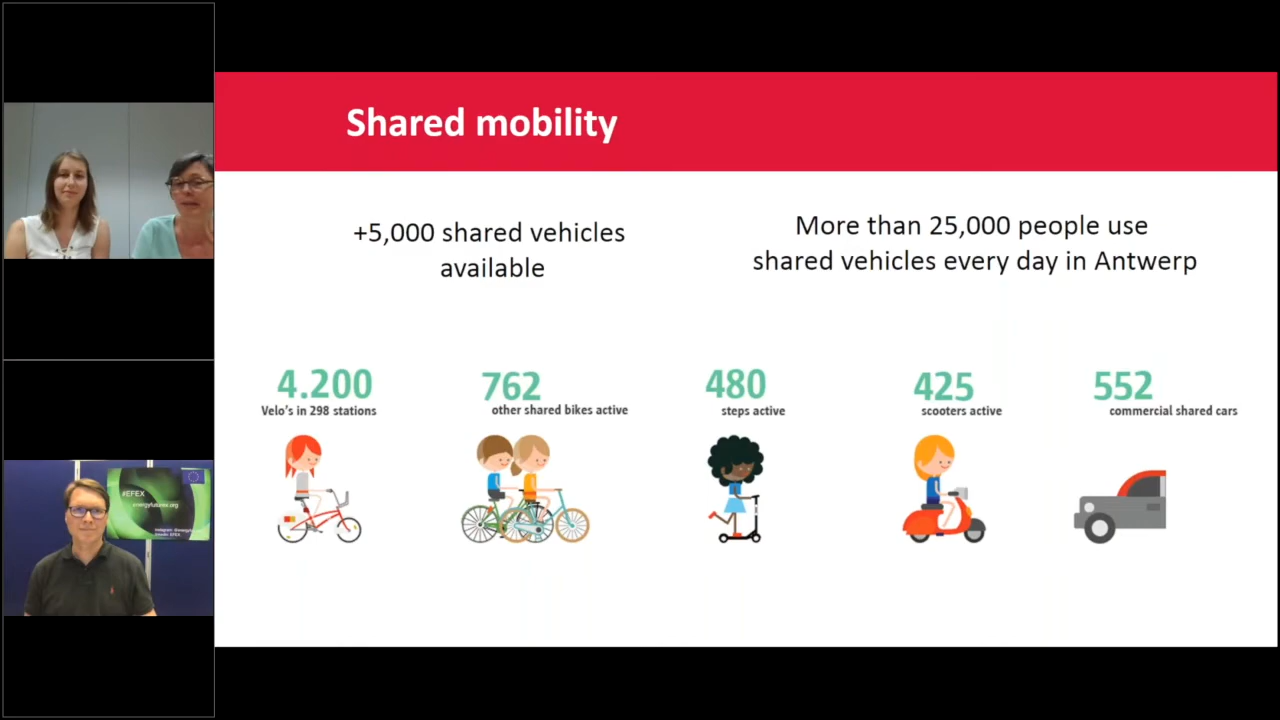 Shared mobility
+5,000 shared vehicles
available
More than 25,000 people use
shared vehicles every day in Antwerp
4.200
Velo's in 298 stations
762
other shared bikes active
480
steps active
425
scooters active
552
commercial shared cars
#EFEX